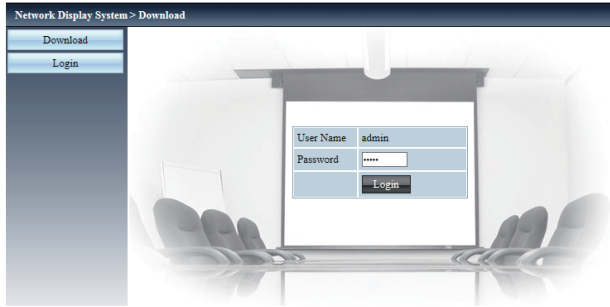 Network Display System > Download
Download
Login
User Name admin
Password •••••
Login